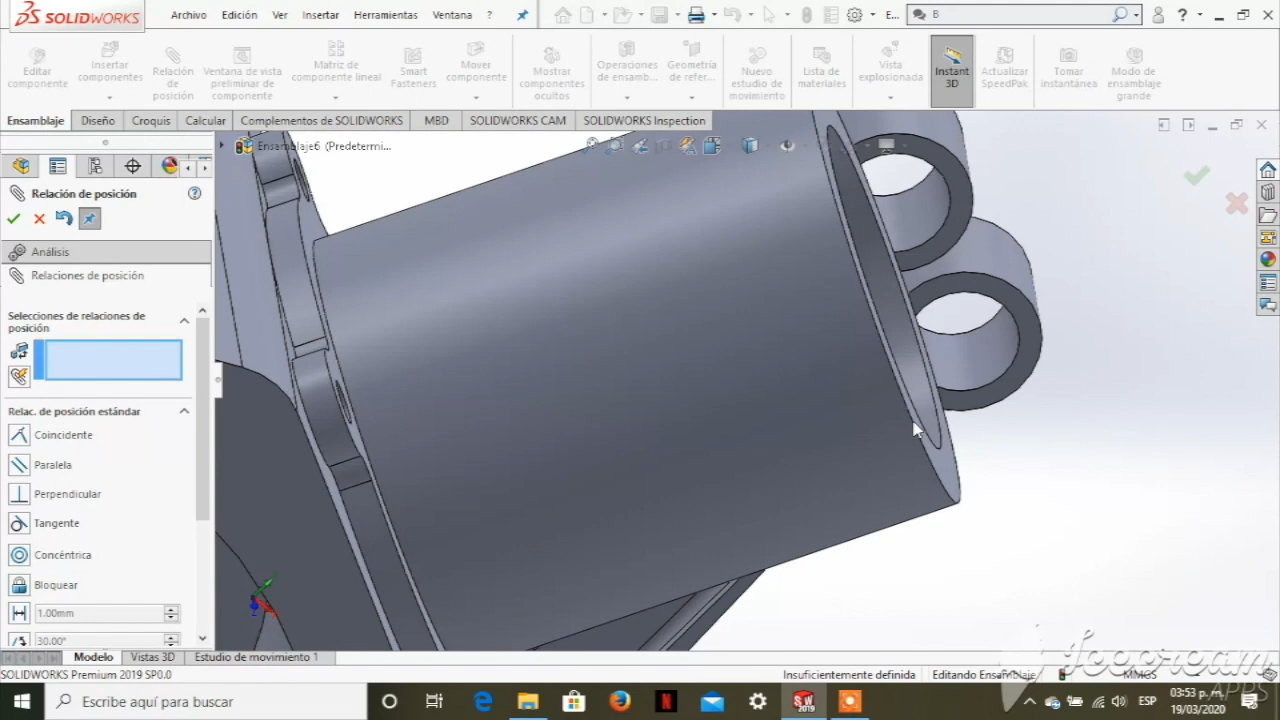 SOLIDWORKS
Archivo Edición Ver Insertar Herramientas Ventana ?
E...
B
?
Editar componente
Insertar componentes
Relación de posición
Ventana de vista preliminar de componente
Matriz de componente lineal
Smart Fasteners
Mover componente
Mostrar componentes ocultos
Operaciones de ensamb...
Geometría de refer...
Nuevo estudio de movimiento
Lista de materiales
Vista explosionada
Instant 3D
Actualizar SpeedPak
Tomar instantánea
Modo de ensamblaje grande
Ensamblaje Diseño Croquis Calcular Complementos de SOLIDWORKS MBD SOLIDWORKS CAM SOLIDWORKS Inspection
Ensamblaje6 (Predetermi...
Relación de posición
Análisis
Relaciones de posición
Selecciones de relaciones de
posición
Relac. de posición estándar
Coincidente
Paralela
Perpendicular
Tangente
Concéntrica
Bloquear
1.00mm
30.00°
Modelo Vistas 3D Estudio de movimiento 1
SOLIDWORKS Premium 2019 SP0.0
Insuficientemente definida Editando Ensamblaje MMGS
Icecream
APPS
Escribe aquí para buscar
SW
2019
ESP
03:53 p. m.
19/03/2020